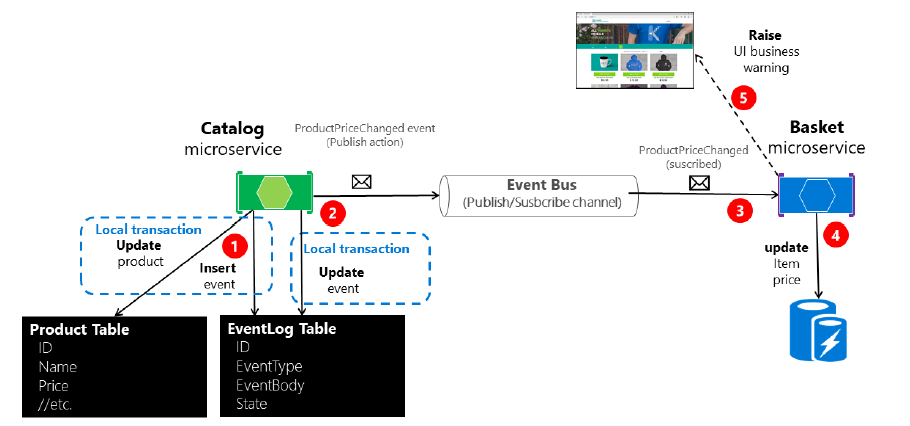 Raise
UI business
warning
5
Catalog
microservice
ProductPriceChanged event
(Publish action)
ProductPriceChanged
(suscribed)
Basket
microservice
Event Bus
(Publish/Susbcribe channel)
2
3
4
Local transaction
Update
product
1
Insert
event
Local transaction
Update
event
update
Item
price
Product Table
ID
Name
Price
//etc.
EventLog Table
ID
EventType
EventBody
State